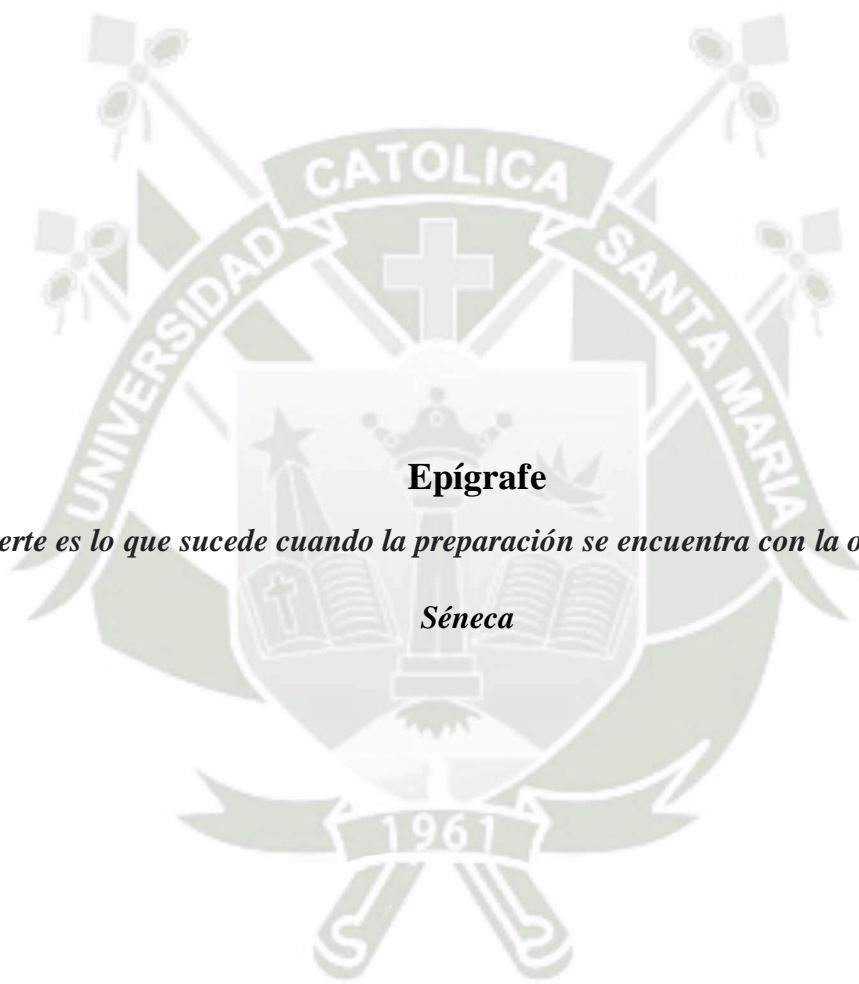 CATOLICA
UNIVERSIDAD
SANTA MARIA
Epígrafe
es lo que sucede cuando la preparación se encuentra con la
Séneca
1961